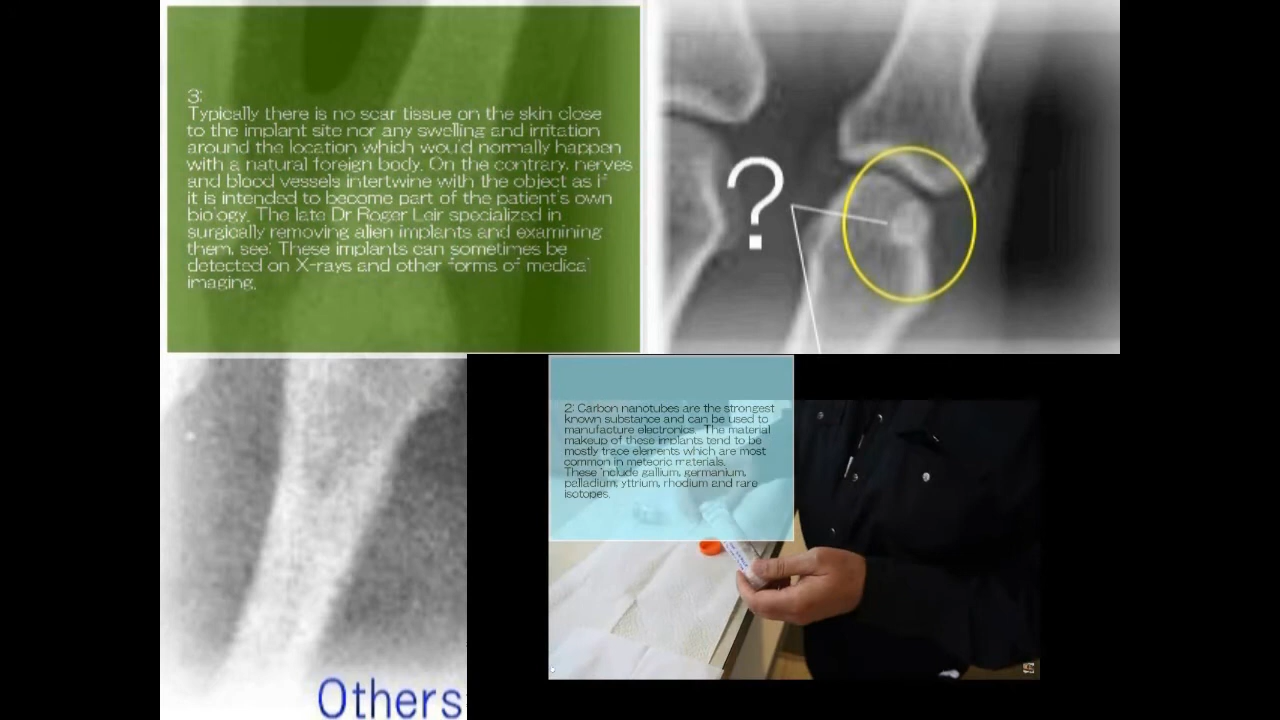 3:
Typically there is no scar tissue on the skin close
to the implant site nor any swelling and irritation
around the location which would normally happen
with a natural foreign body. On the contrary, nerves
and blood vessels intertwine with the object as if
it is intended to become part of the patient's own
biology. The late Dr Roger Leir specialized in
surgically removing alien implants and examining
them, see: These implants can sometimes be
detected on X-rays and other forms of medical
imaging.
?
2: Carbon nanotubes are the strongest
known substance and can be used to
manufacture electronics. The material
makeup of these implants tend to be
mostly trace elements which are most
common in meteoric materials.
These include gallium, germanium,
palladium, yttrium, rhodium and rare
isotopes.
Others